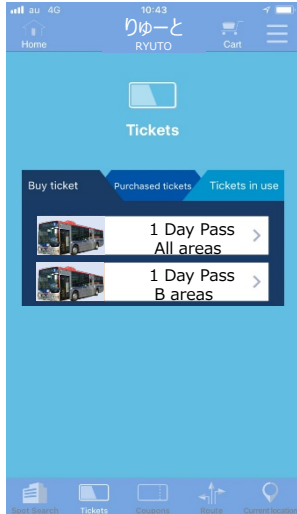 au 4G 10:43
りゅーと
RYUTO
Home
Cart
Tickets
Buy ticket
Purchased tickets
Tickets in use
1 Day Pass
All areas
1 Day Pass
B areas
Spot Search
Tickets
Coupons
Route
Current location